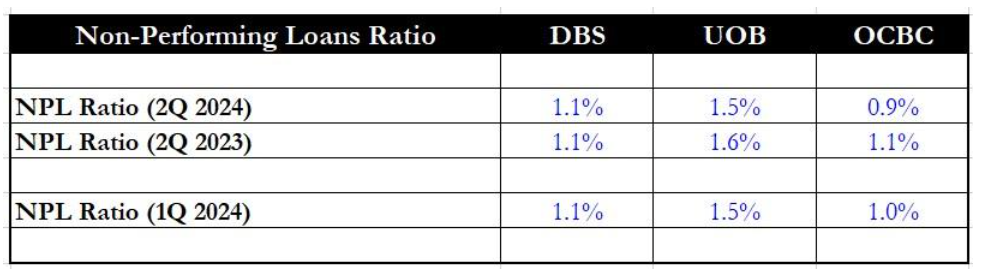 Non-Performing Loans Ratio DBS UOB OCBC
NPL Ratio (2Q 2024) 1.1% 1.5% 0.9%
NPL Ratio (2Q 2023) 1.1% 1.6% 1.1%
NPL Ratio (1Q 2024) 1.1% 1.5% 1.0%